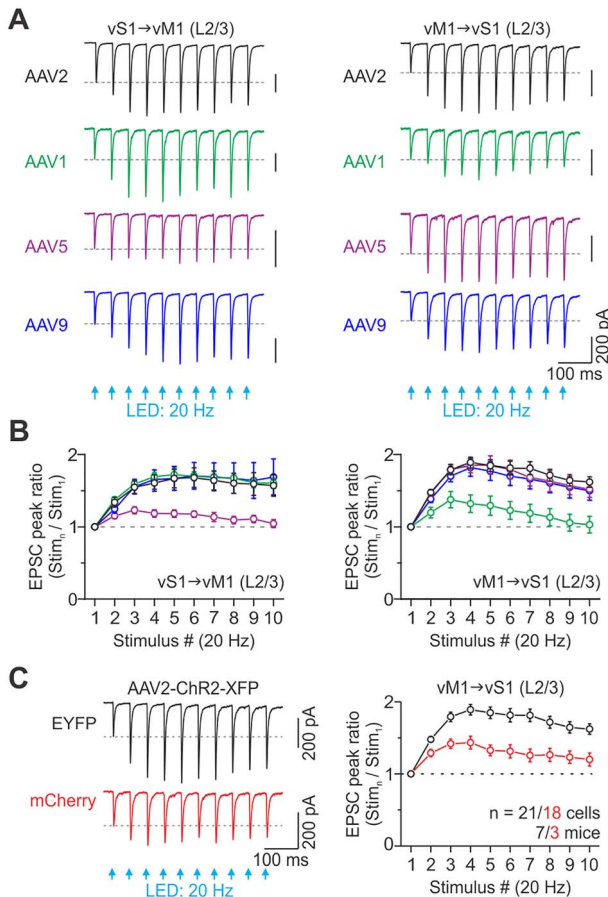 A
vS1→vM1 (L2/3)
AAV2
AAV1
AAV5
AAV9
LED: 20 Hz
vM1→vS1 (L2/3)
AAV2
AAV1
AAV5
AAV9
200 pA
100 ms
LED: 20 Hz
B
EPSC peak ratio
(Stimn / Stim1)
2
1
0
1 2 3 4 5 6 7 8 9 10
Stimulus # (20 Hz)
vS1→vM1 (L2/3)
EPSC peak ratio
(Stimn / Stim1)
2
1
0
1 2 3 4 5 6 7 8 9 10
Stimulus # (20 Hz)
vM1→vS1 (L2/3)
C
AAV2-ChR2-XFP
EYFP
200 pA
mCherry
200 pA
100 ms
LED: 20 Hz
vM1→vS1 (L2/3)
EPSC peak ratio
(Stimn / Stim1)
2
1
0
1 2 3 4 5 6 7 8 9 10
Stimulus # (20 Hz)
n = 21/18 cells
7/3 mice